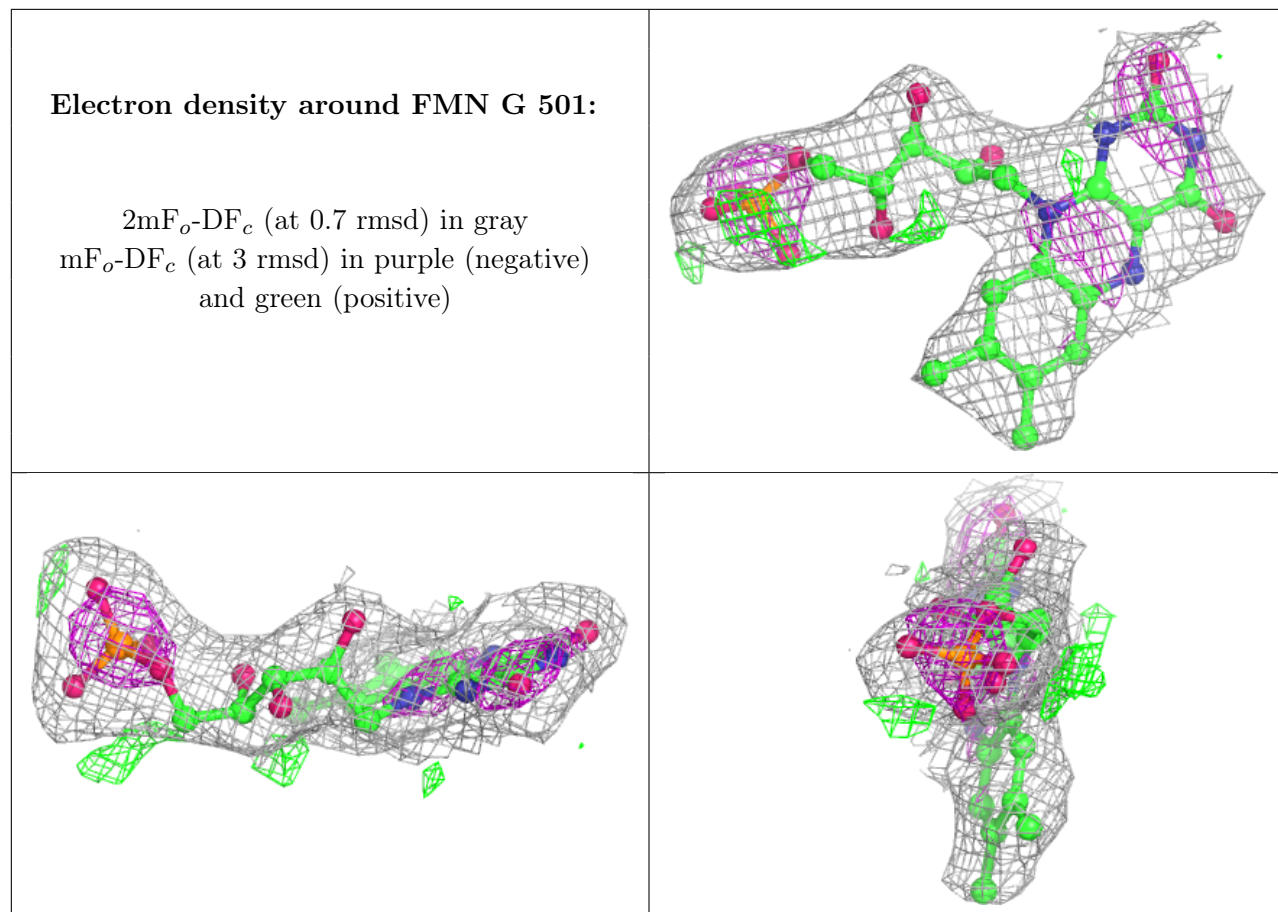 Electron density around FMN G 501:
2mFo-DFc (at 0.7 rmsd) in gray
mFo-DFc (at 3 rmsd) in purple (negative)
and green (positive)